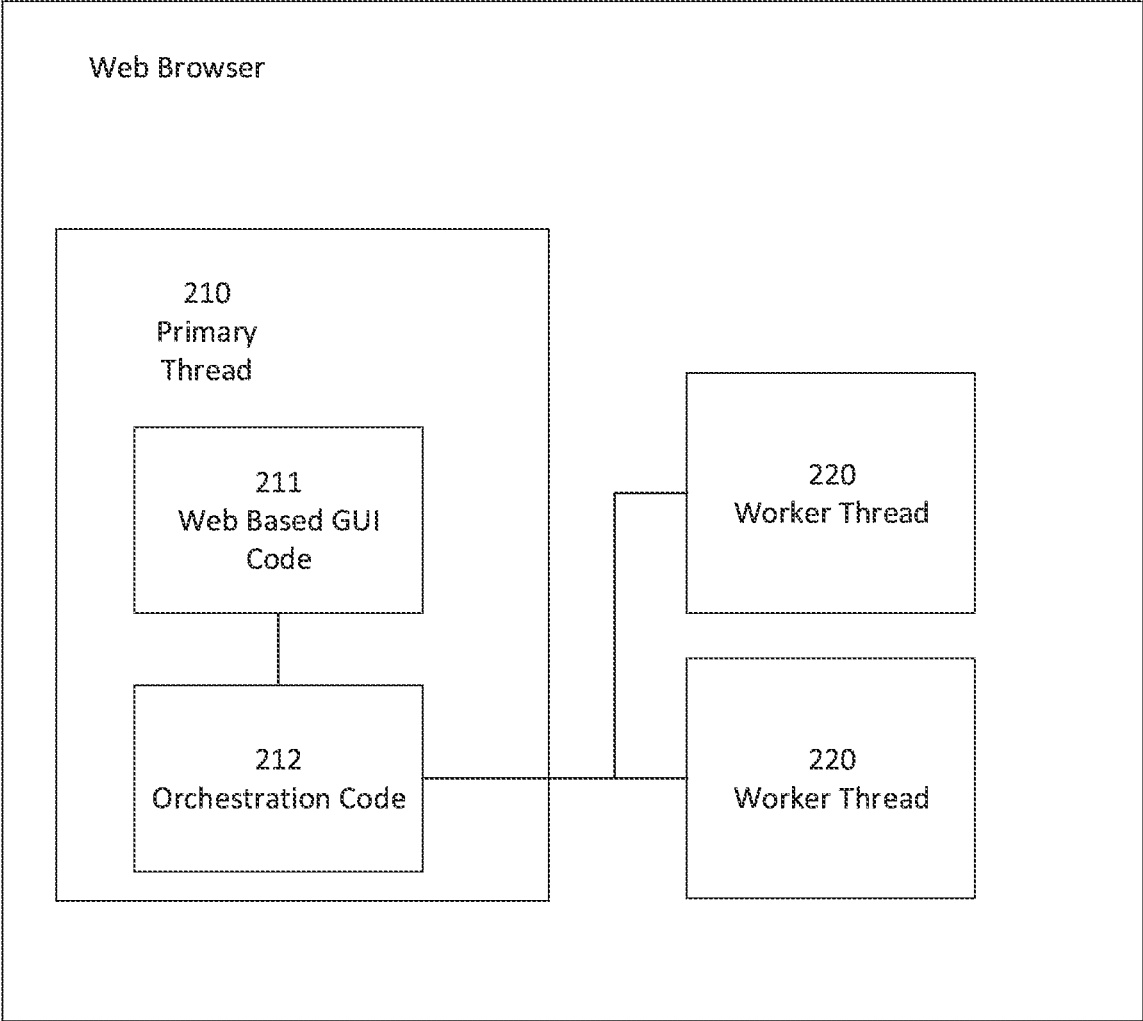 Web Browser
210
Primary
Thread
211
Web Based GUI
Code
212
Orchestration Code
220
Worker Thread
220
Worker Thread